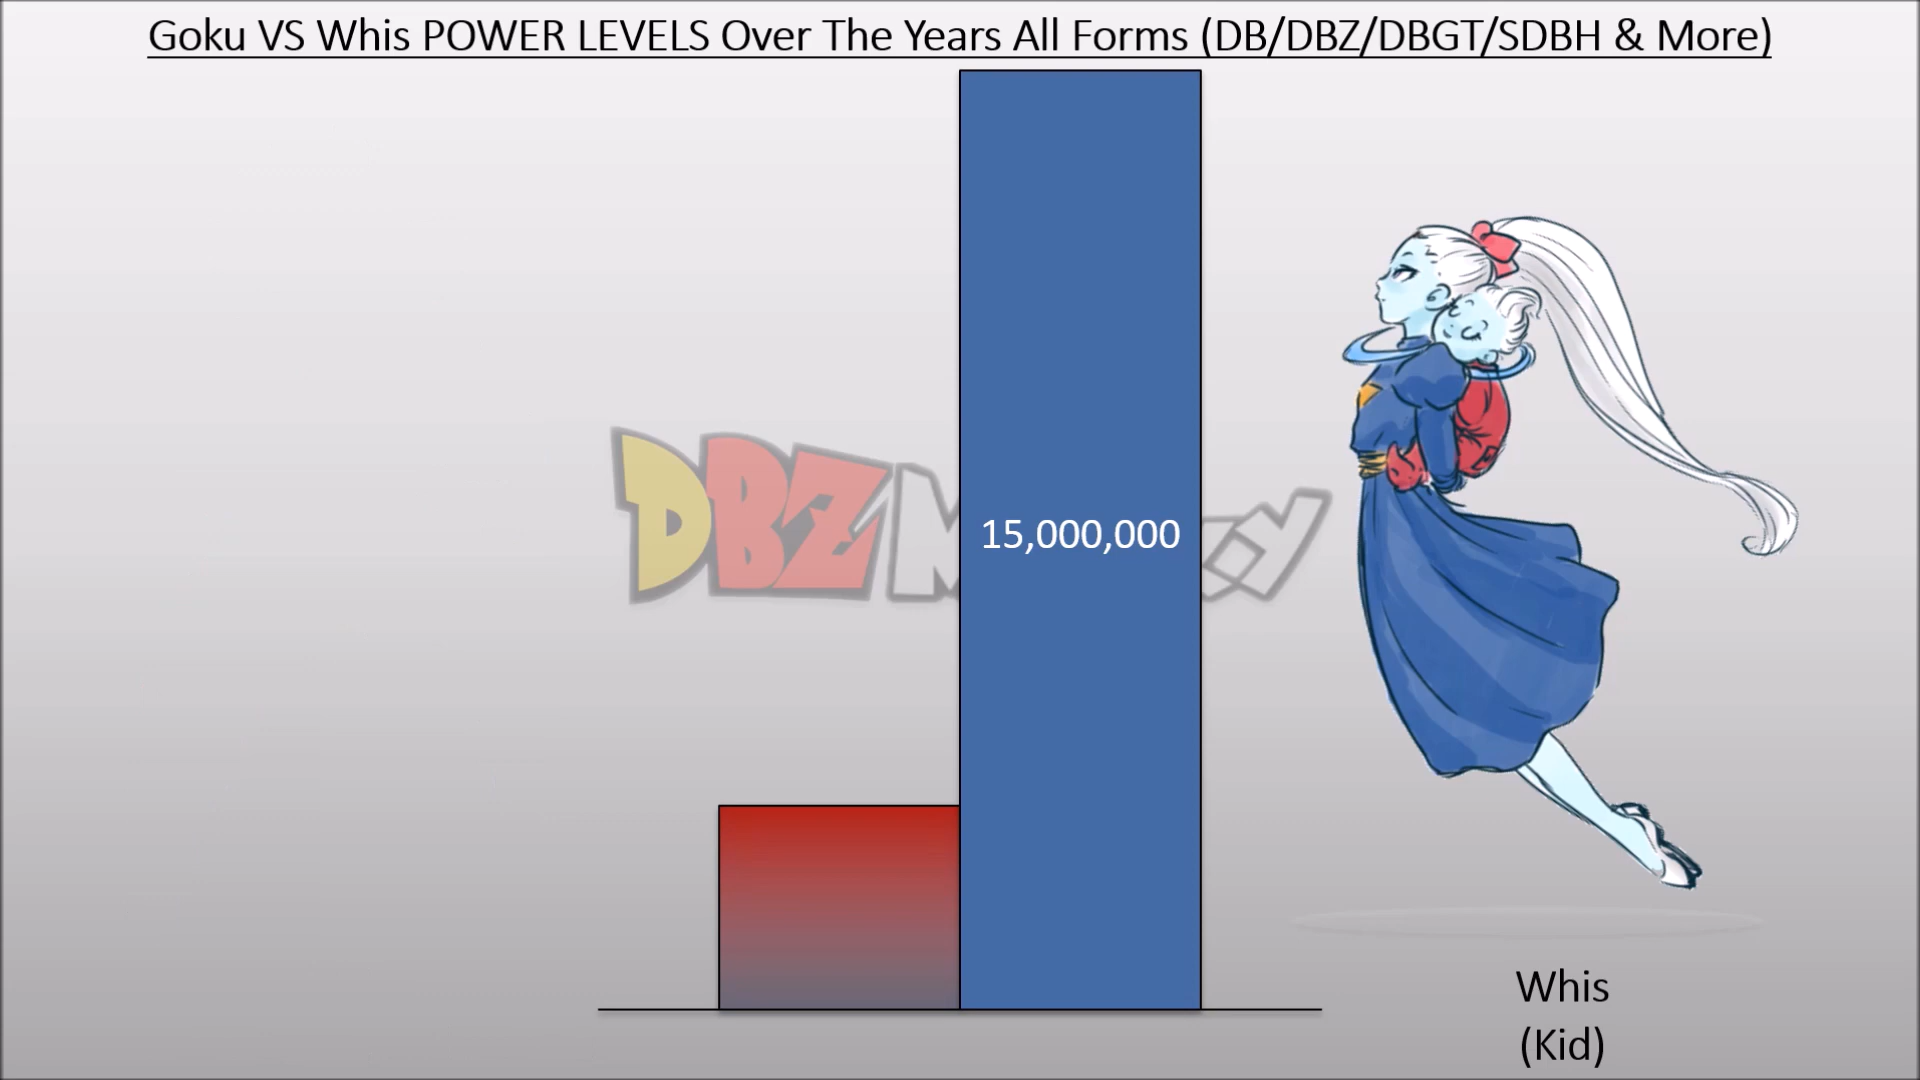 Goku VS Whis POWER LEVELS Over The Years All Forms (DB/DBZ/DBGT/SDBH & More)
DBZ
15,000,000
Whis
(Kid)